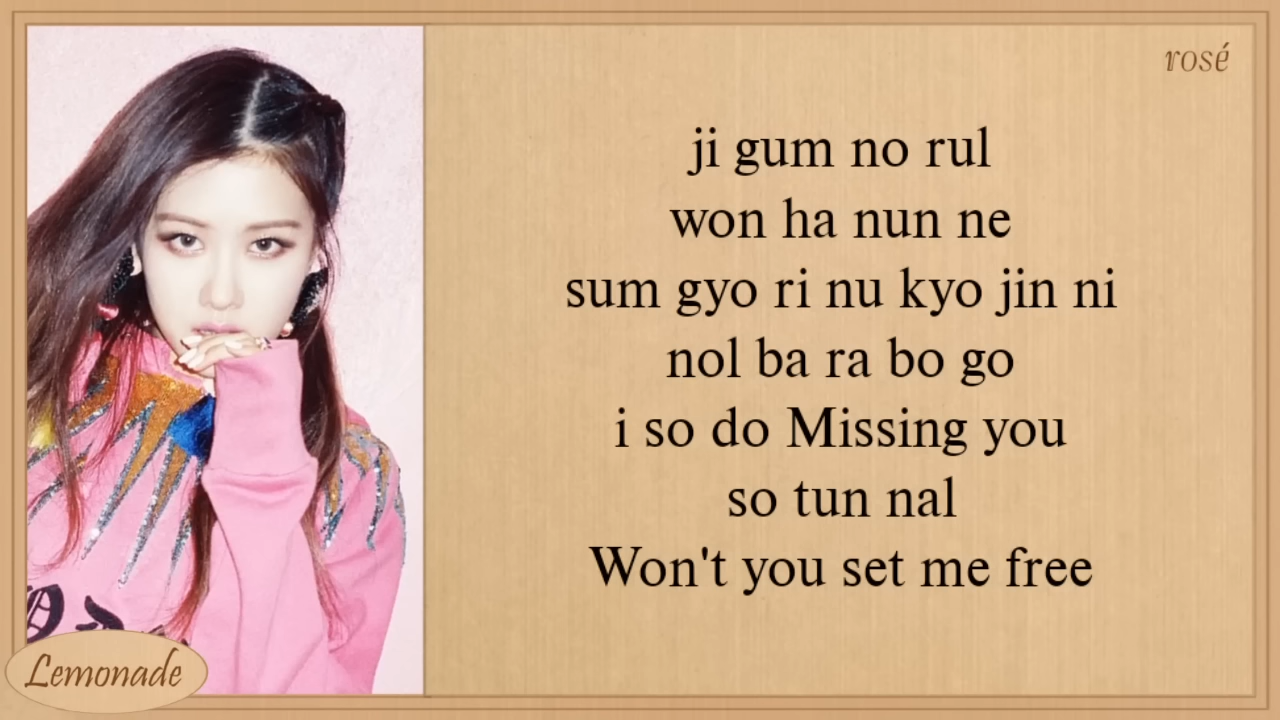 rosé
ji gum no rul
won ha nun ne
sum gyo ri nu kyo jin ni
nol ba ra bo go
i so do Missing you
so tun nal
Won't you set me free
Lemonade